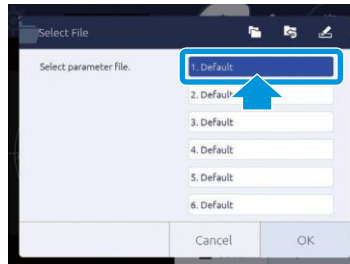 Select File
Select parameter file.
1. Default
2. Default
3. Default
4. Default
5. Default
6. Default
Cancel
OK